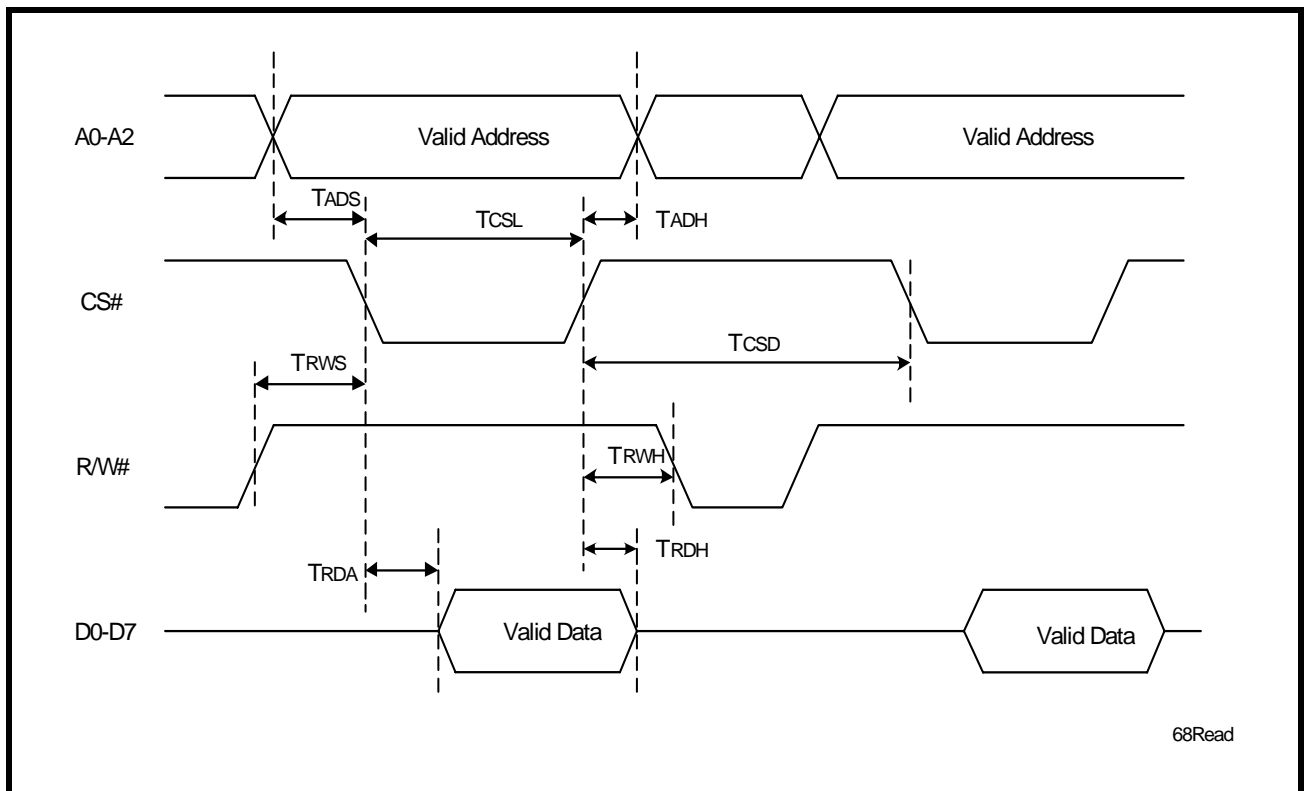 A0-A2
Valid Address
Valid Address
TADS
TCSL
TADH
CS#
TCSD
TRWS
R/W#
TRWH
TRDH
TRDA
D0-D7
Valid Data
Valid Data
68Read